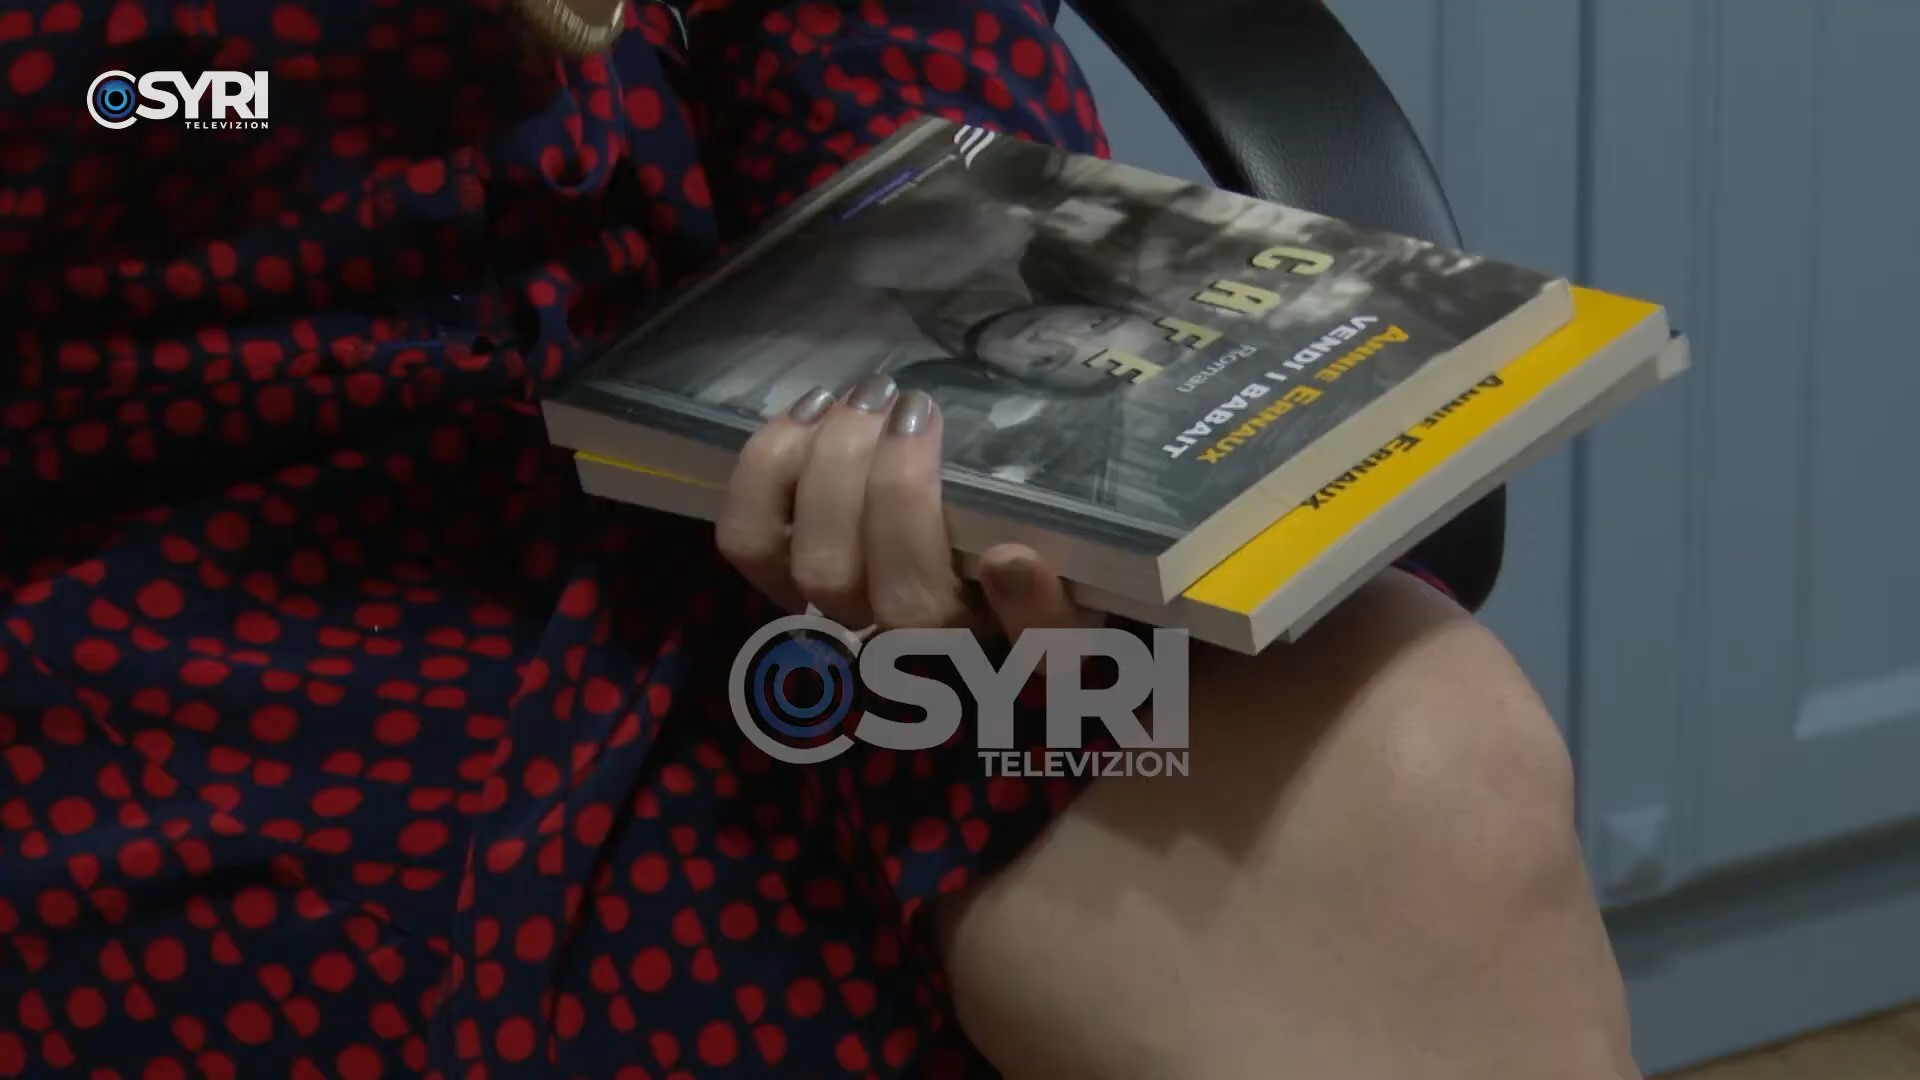 SYRI
TELEVIZION
ANNIE ERNAUX
VENDI I BABAIT
Roman
CAFE
ANNIE ERNAUX
SYRI
TELEVIZION